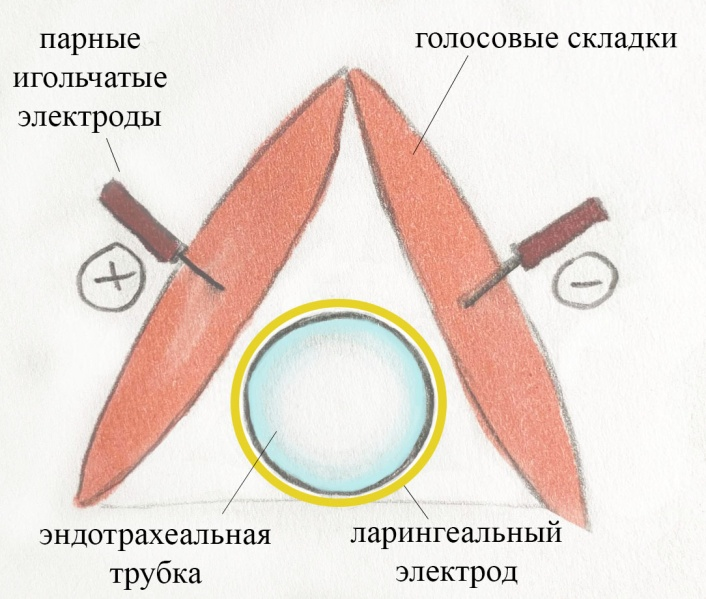 парные
игольчатые
электроды
голосовые складки
+
−
эндотрахеальная
трубка
ларингеальный
электрод